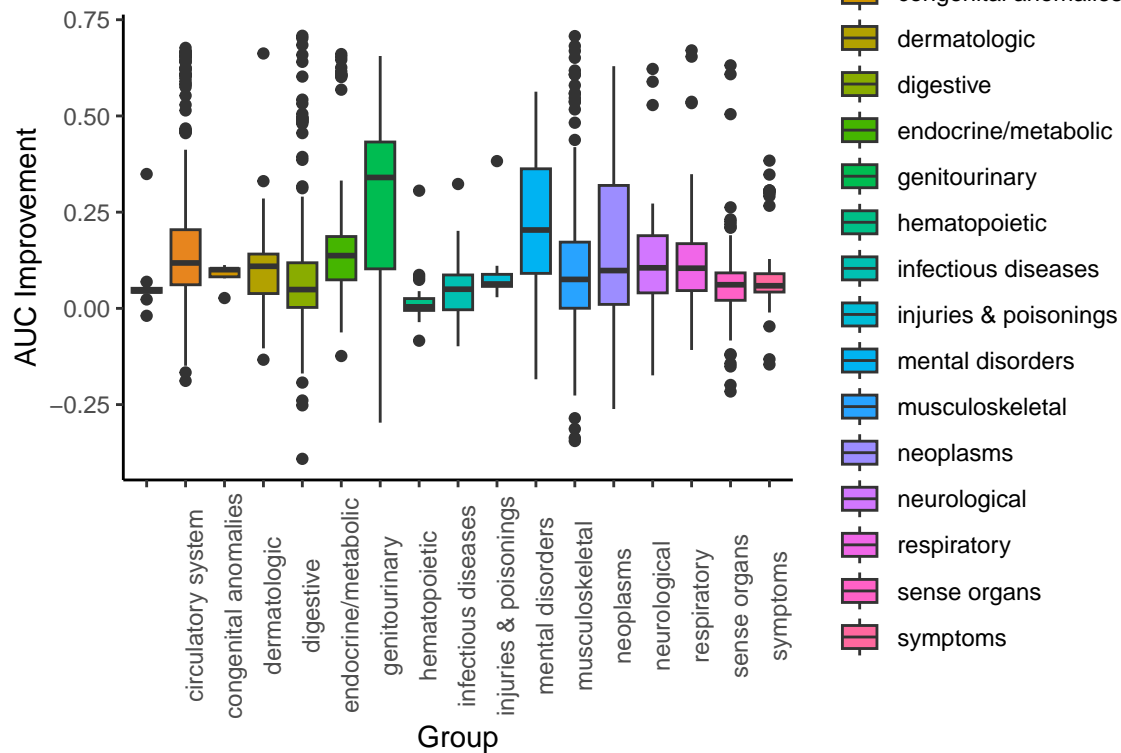 congenital anomalies
0.75
0.50
0.25
0.00
−0.25
AUC Improvement
circulatory system
congenital anomalies
dermatologic
digestive
endocrine/metabolic
genitourinary
hematopoietic
infectious diseases
injuries & poisonings
mental disorders
musculoskeletal
neoplasms
neurological
respiratory
sense organs
symptoms
Group
dermatologic
digestive
endocrine/metabolic
genitourinary
hematopoietic
infectious diseases
injuries & poisonings
mental disorders
musculoskeletal
neoplasms
neurological
respiratory
sense organs
symptoms